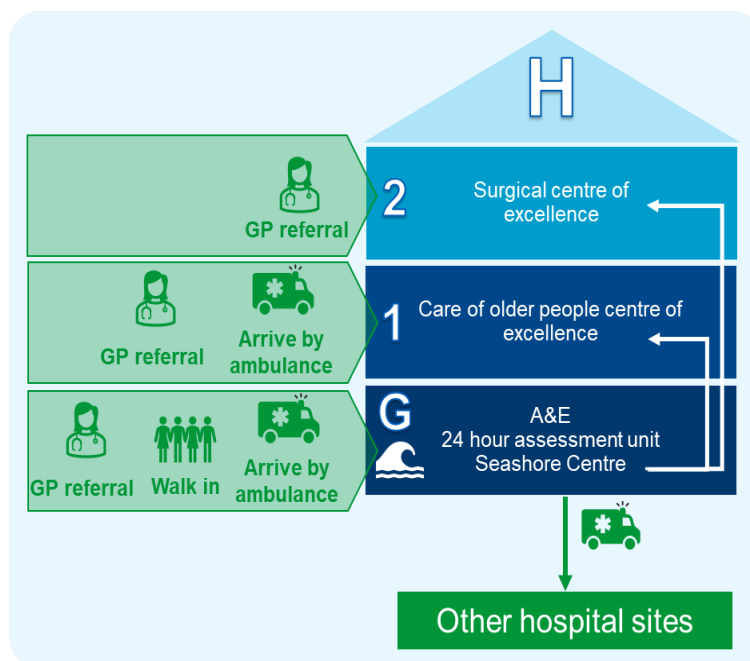 H
GP referral
2
Surgical centre of
excellence
GP referral
Arrive by
ambulance
1
Care of older people centre of
excellence
GP referral
Walk in
Arrive by
ambulance
G
A&E
24 hour assessment unit
Seashore Centre
Other hospital sites